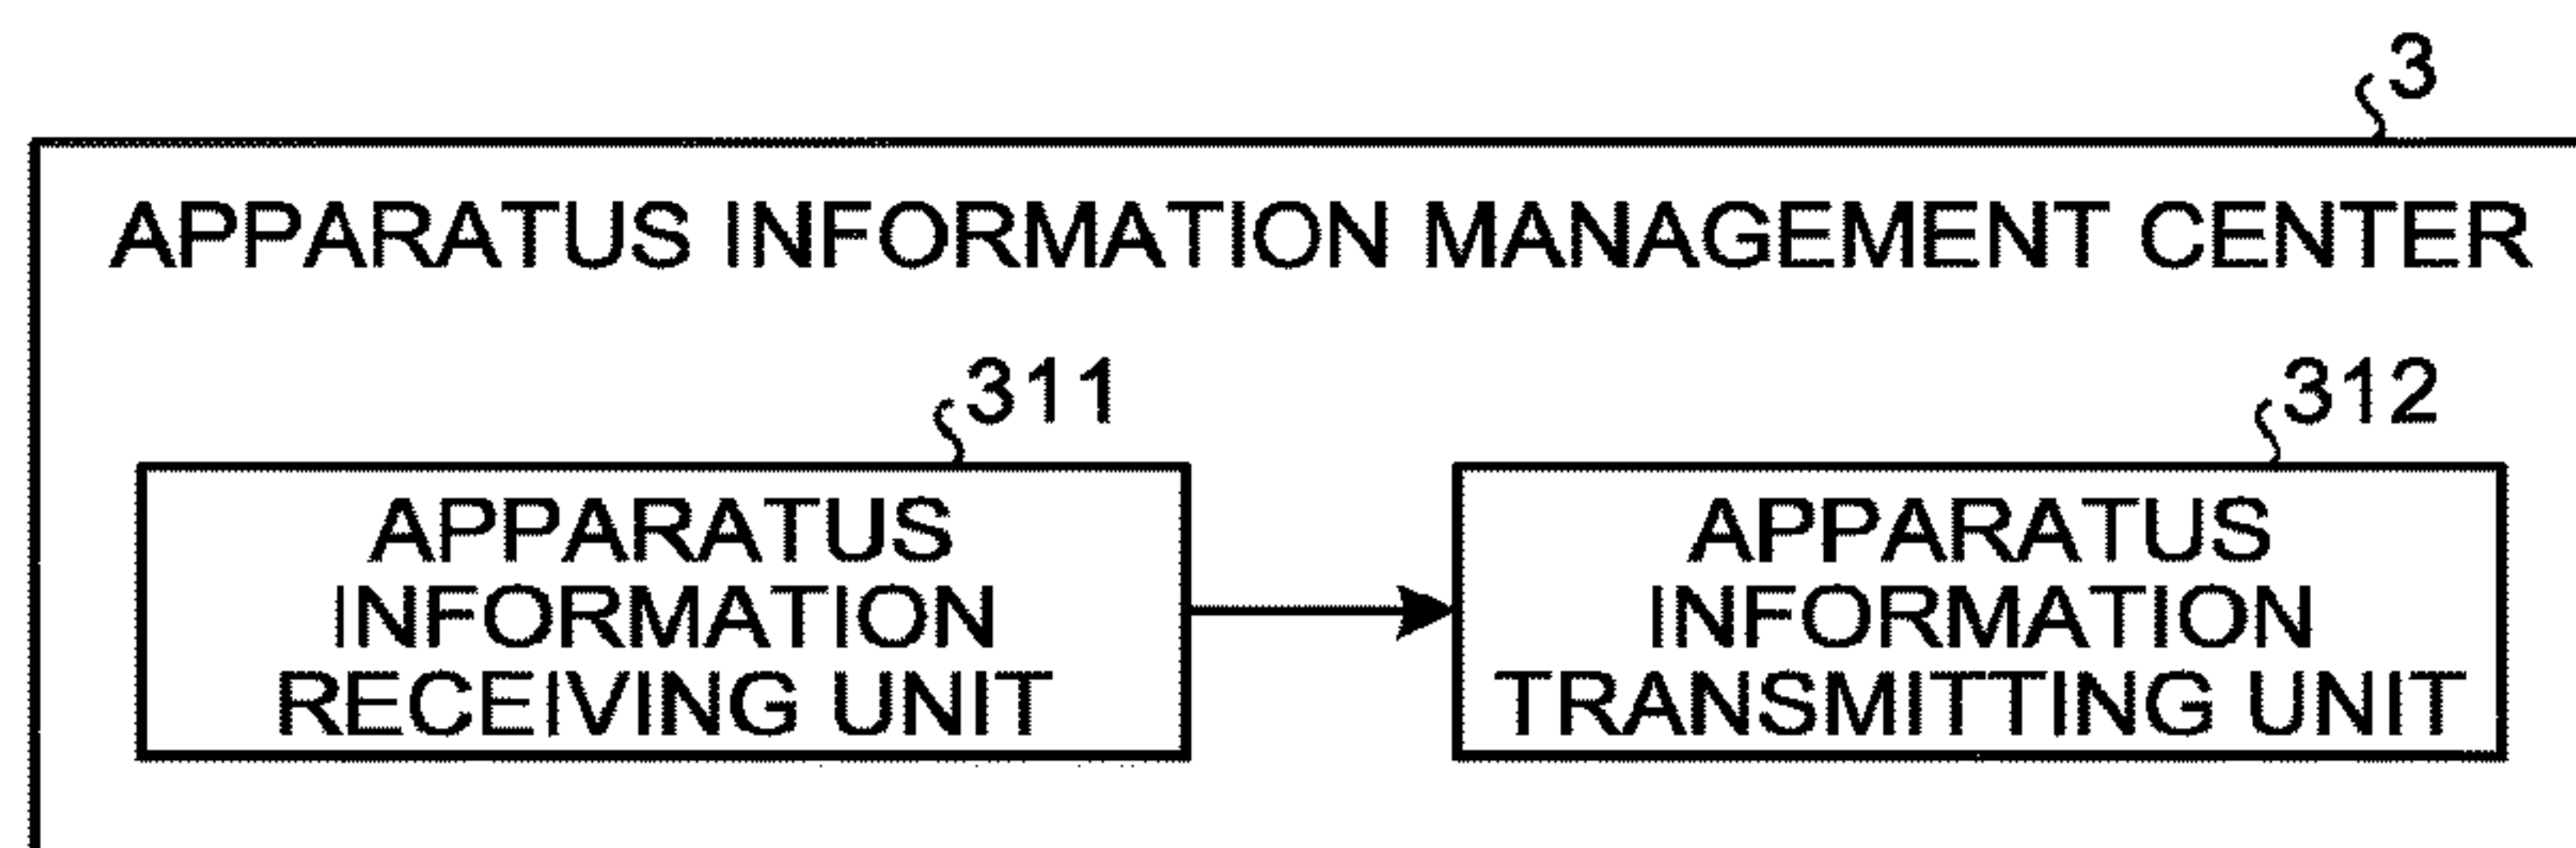 3
APPARATUS INFORMATION MANAGEMENT CENTER
311
APPARATUS
INFORMATION
RECEIVING UNIT
312
APPARATUS
INFORMATION
TRANSMITTING UNIT